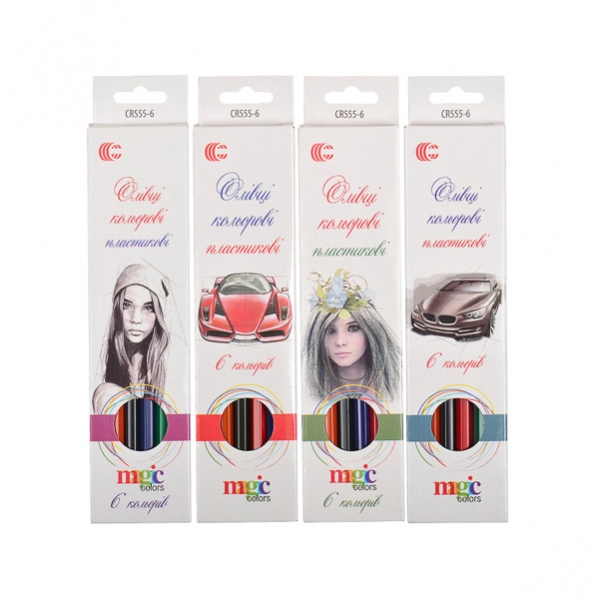 CR555-6
Олівці
кольорові
пластикові
magic
colors
6 кольорів
CR555-6
Олівці
кольорові
пластикові
6 кольорів
magic
colors
CR555-6
Олівці
кольорові
пластикові
magic
colors
6 кольорів
CR555-6
Олівці
кольорові
пластикові
6 кольорів
magic
colors